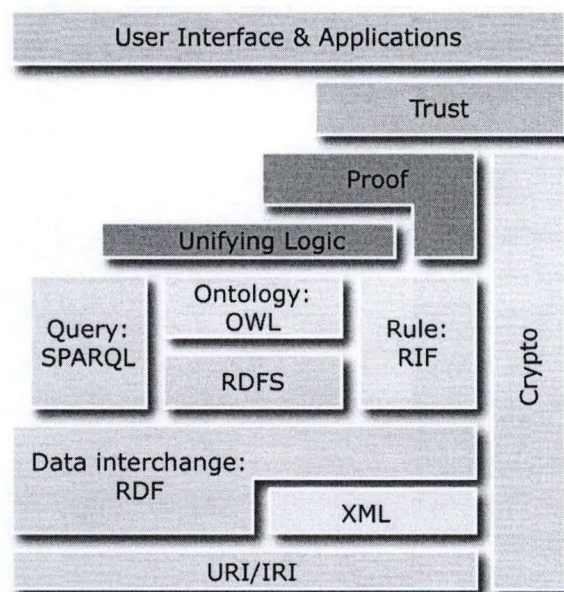 User Interface & Applications
Trust
Proof
Unifying Logic
Query:
SPARQL
Ontology:
OWL
RDFS
Rule:
RIF
Crypto
Data interchange:
RDF
XML
URI/IRI